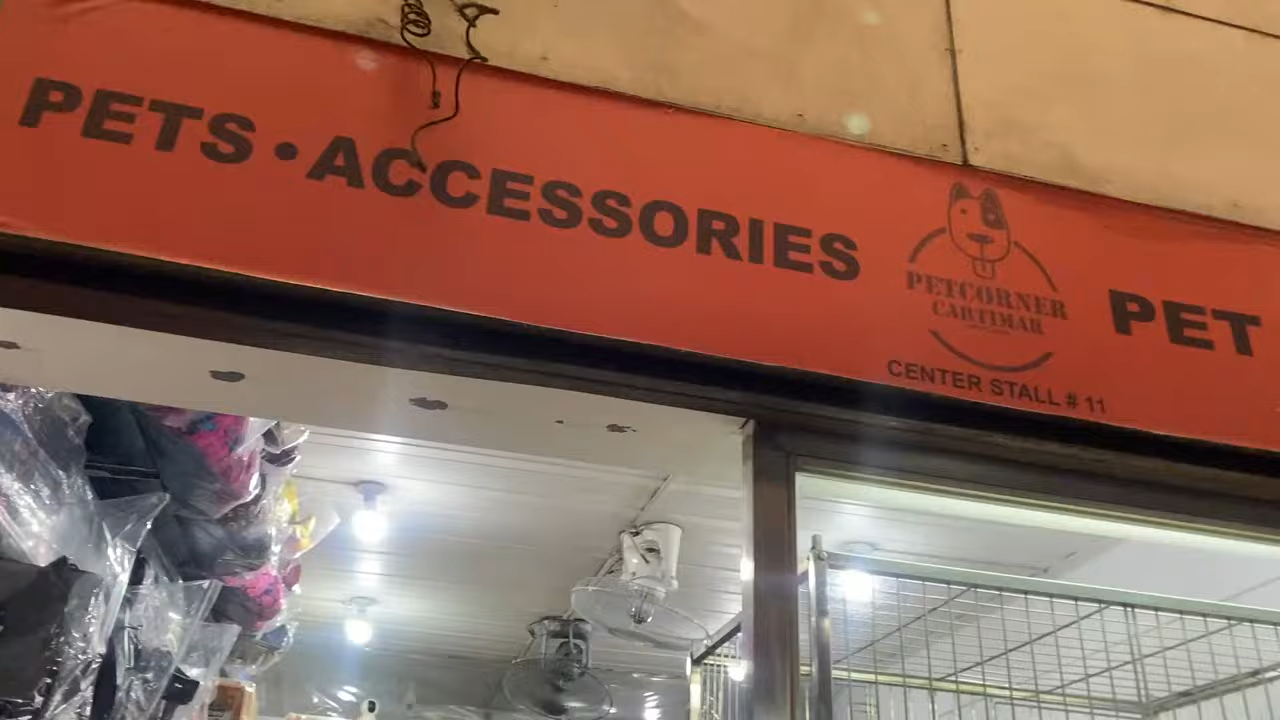 PETS • ACCESSORIES
PETCORNER
CARTIMAR
CENTER STALL # 11
PET